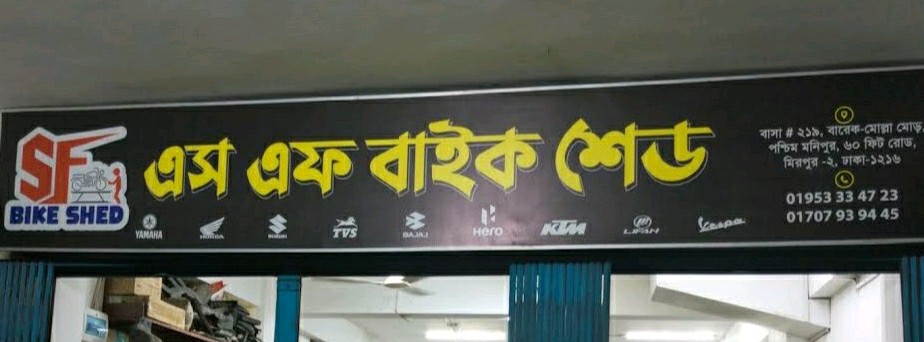 SF
BIKE SHED
এস এফ বাইক শেড
YAMAHA HONDA SUZUKI TVS BAJAJ Hero KTM LIFAN Vespa
বাসা # ২১৯, বারেক-মোল্লা মোড়
পশ্চিম মনিপুর, ৬০ ফিট রোড,
মিরপুর -২, ঢাকা-১২১৬
01953 33 47 23
01707 93 94 45